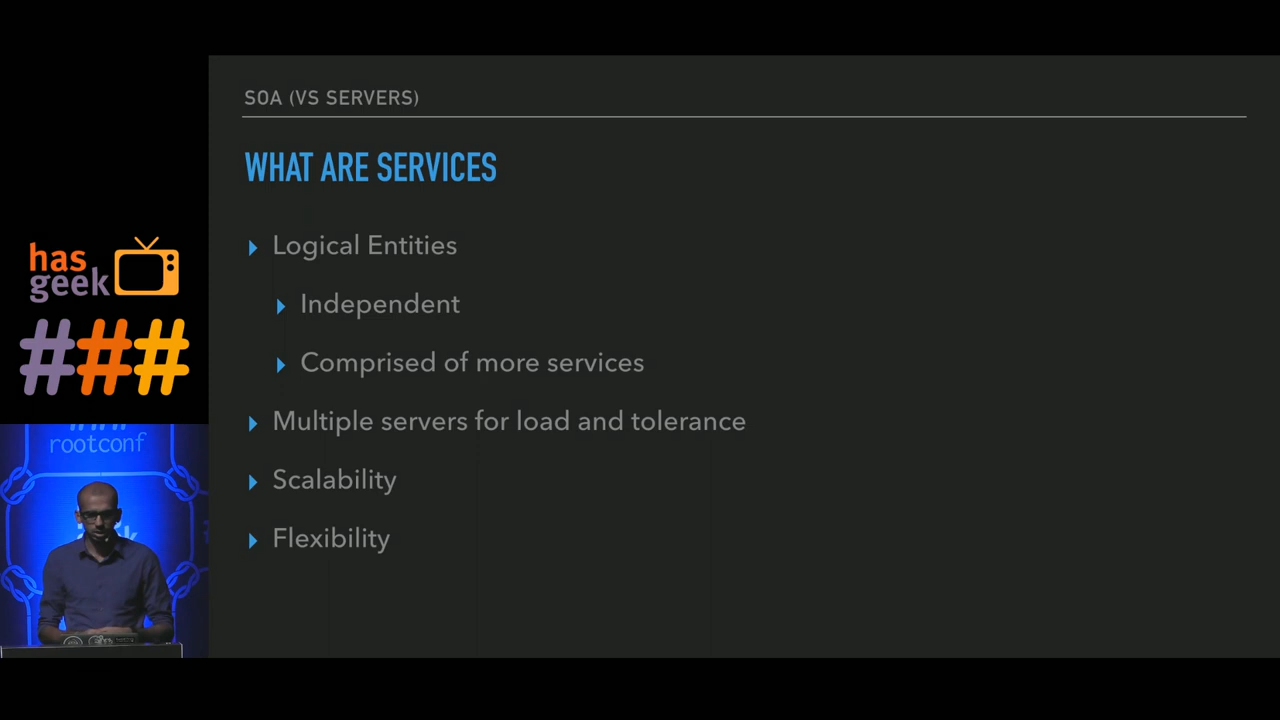 SOA (VS SERVERS)
WHAT ARE SERVICES
Logical Entities
Independent
Comprised of more services
Multiple servers for load and tolerance
Scalability
Flexibility
has
geek
###
rootconf